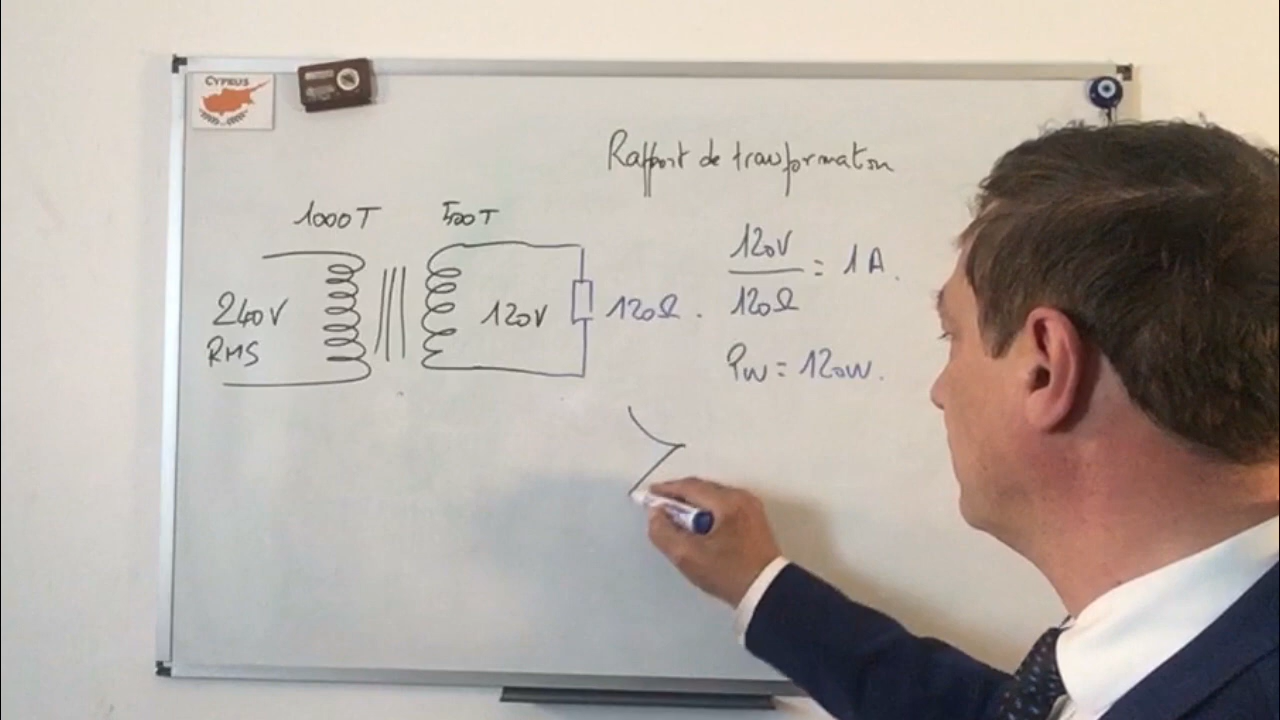 CYPRUS
Rapport de transformation
1000T
500T
240V
RMS
120V
120Ω.
120V
120Ω
= 1A.
Pw = 120W.